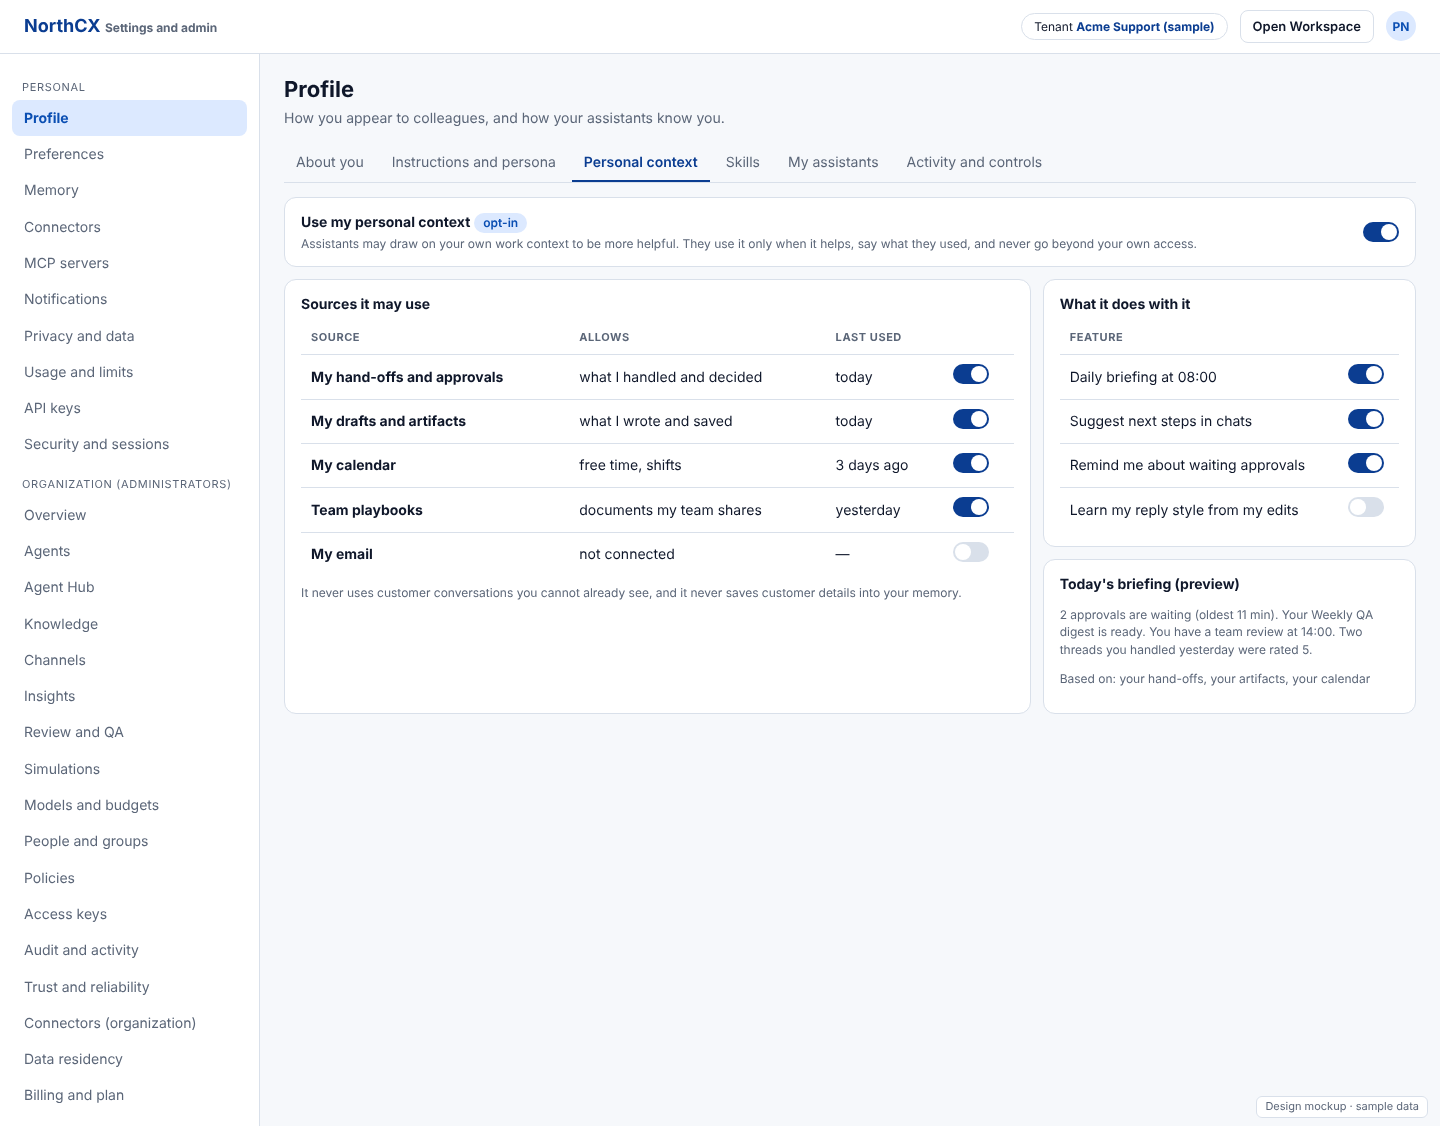 NorthCX Settings and admin
Tenant Acme Support (sample)
Open Workspace
PN
PERSONAL
Profile
Preferences
Memory
Connectors
MCP servers
Notifications
Privacy and data
Usage and limits
API keys
Security and sessions
ORGANIZATION (ADMINISTRATORS)
Overview
Agents
Agent Hub
Knowledge
Channels
Insights
Review and QA
Simulations
Models and budgets
People and groups
Policies
Access keys
Audit and activity
Trust and reliability
Connectors (organization)
Data residency
Billing and plan
Profile
How you appear to colleagues, and how your assistants know you.
About you Instructions and persona Personal context Skills My assistants Activity and controls
Use my personal context opt-in
Assistants may draw on your own work context to be more helpful. They use it only when it helps, say what they used, and never go beyond your own access.
Sources it may use
SOURCE ALLOWS LAST USED
My hand-offs and approvals what I handled and decided today
My drafts and artifacts what I wrote and saved today
My calendar free time, shifts 3 days ago
Team playbooks documents my team shares yesterday
My email not connected —
It never uses customer conversations you cannot already see, and it never saves customer details into your memory.
What it does with it
FEATURE
Daily briefing at 08:00
Suggest next steps in chats
Remind me about waiting approvals
Learn my reply style from my edits
Today's briefing (preview)
2 approvals are waiting (oldest 11 min). Your Weekly QA
digest is ready. You have a team review at 14:00. Two
threads you handled yesterday were rated 5.
Based on: your hand-offs, your artifacts, your calendar
Design mockup · sample data